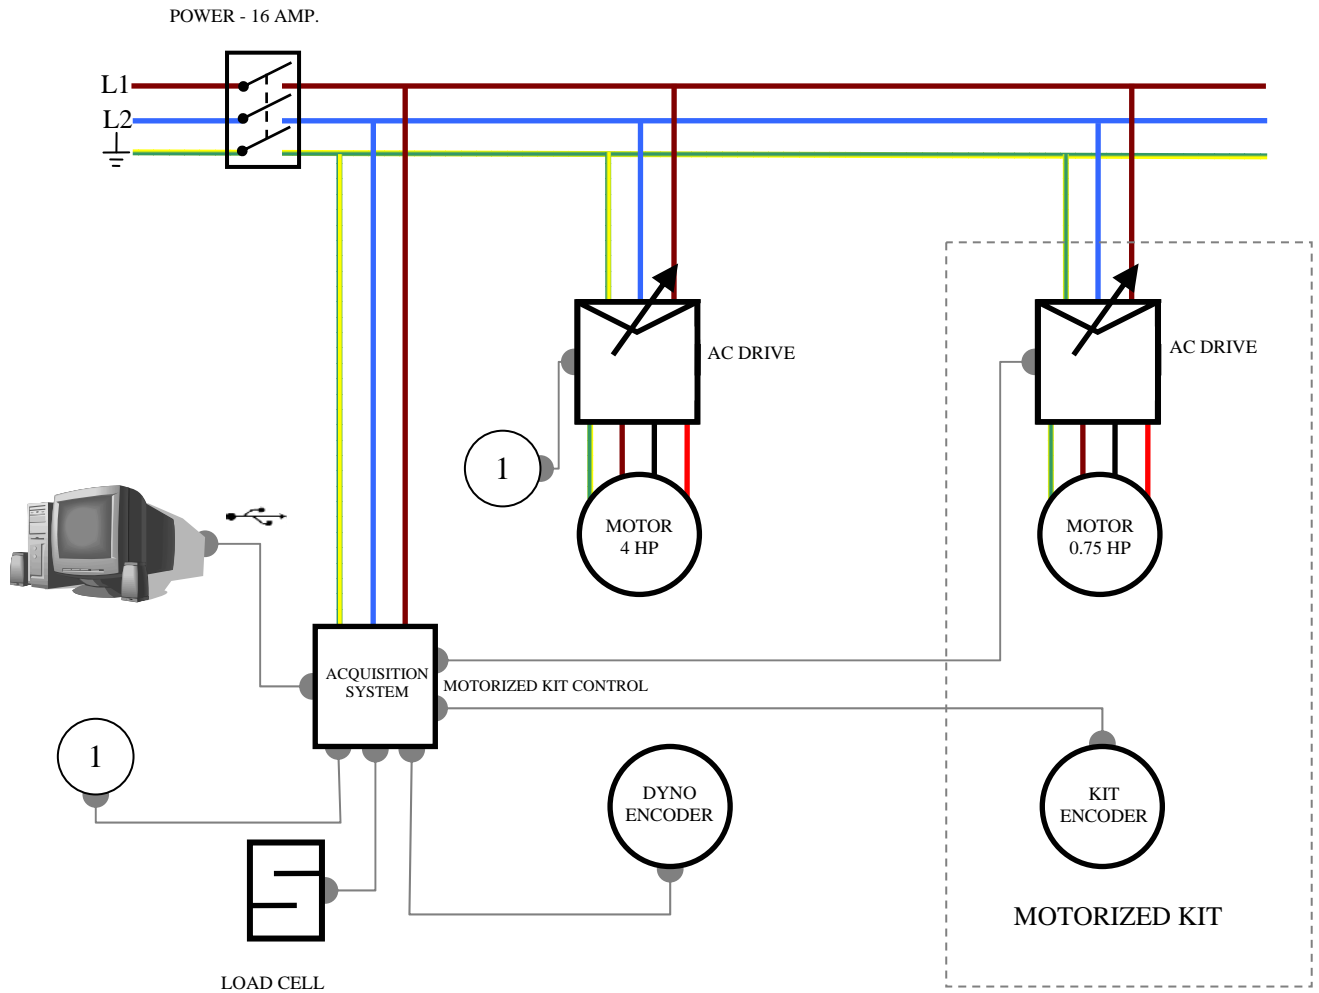 POWER - 16 AMP.
L1
L2
AC DRIVE
AC DRIVE
1
MOTOR
4 HP
MOTOR
0.75 HP
ACQUISITION
SYSTEM
MOTORIZED KIT CONTROL
1
DYNO
ENCODER
KIT
ENCODER
MOTORIZED KIT
LOAD CELL